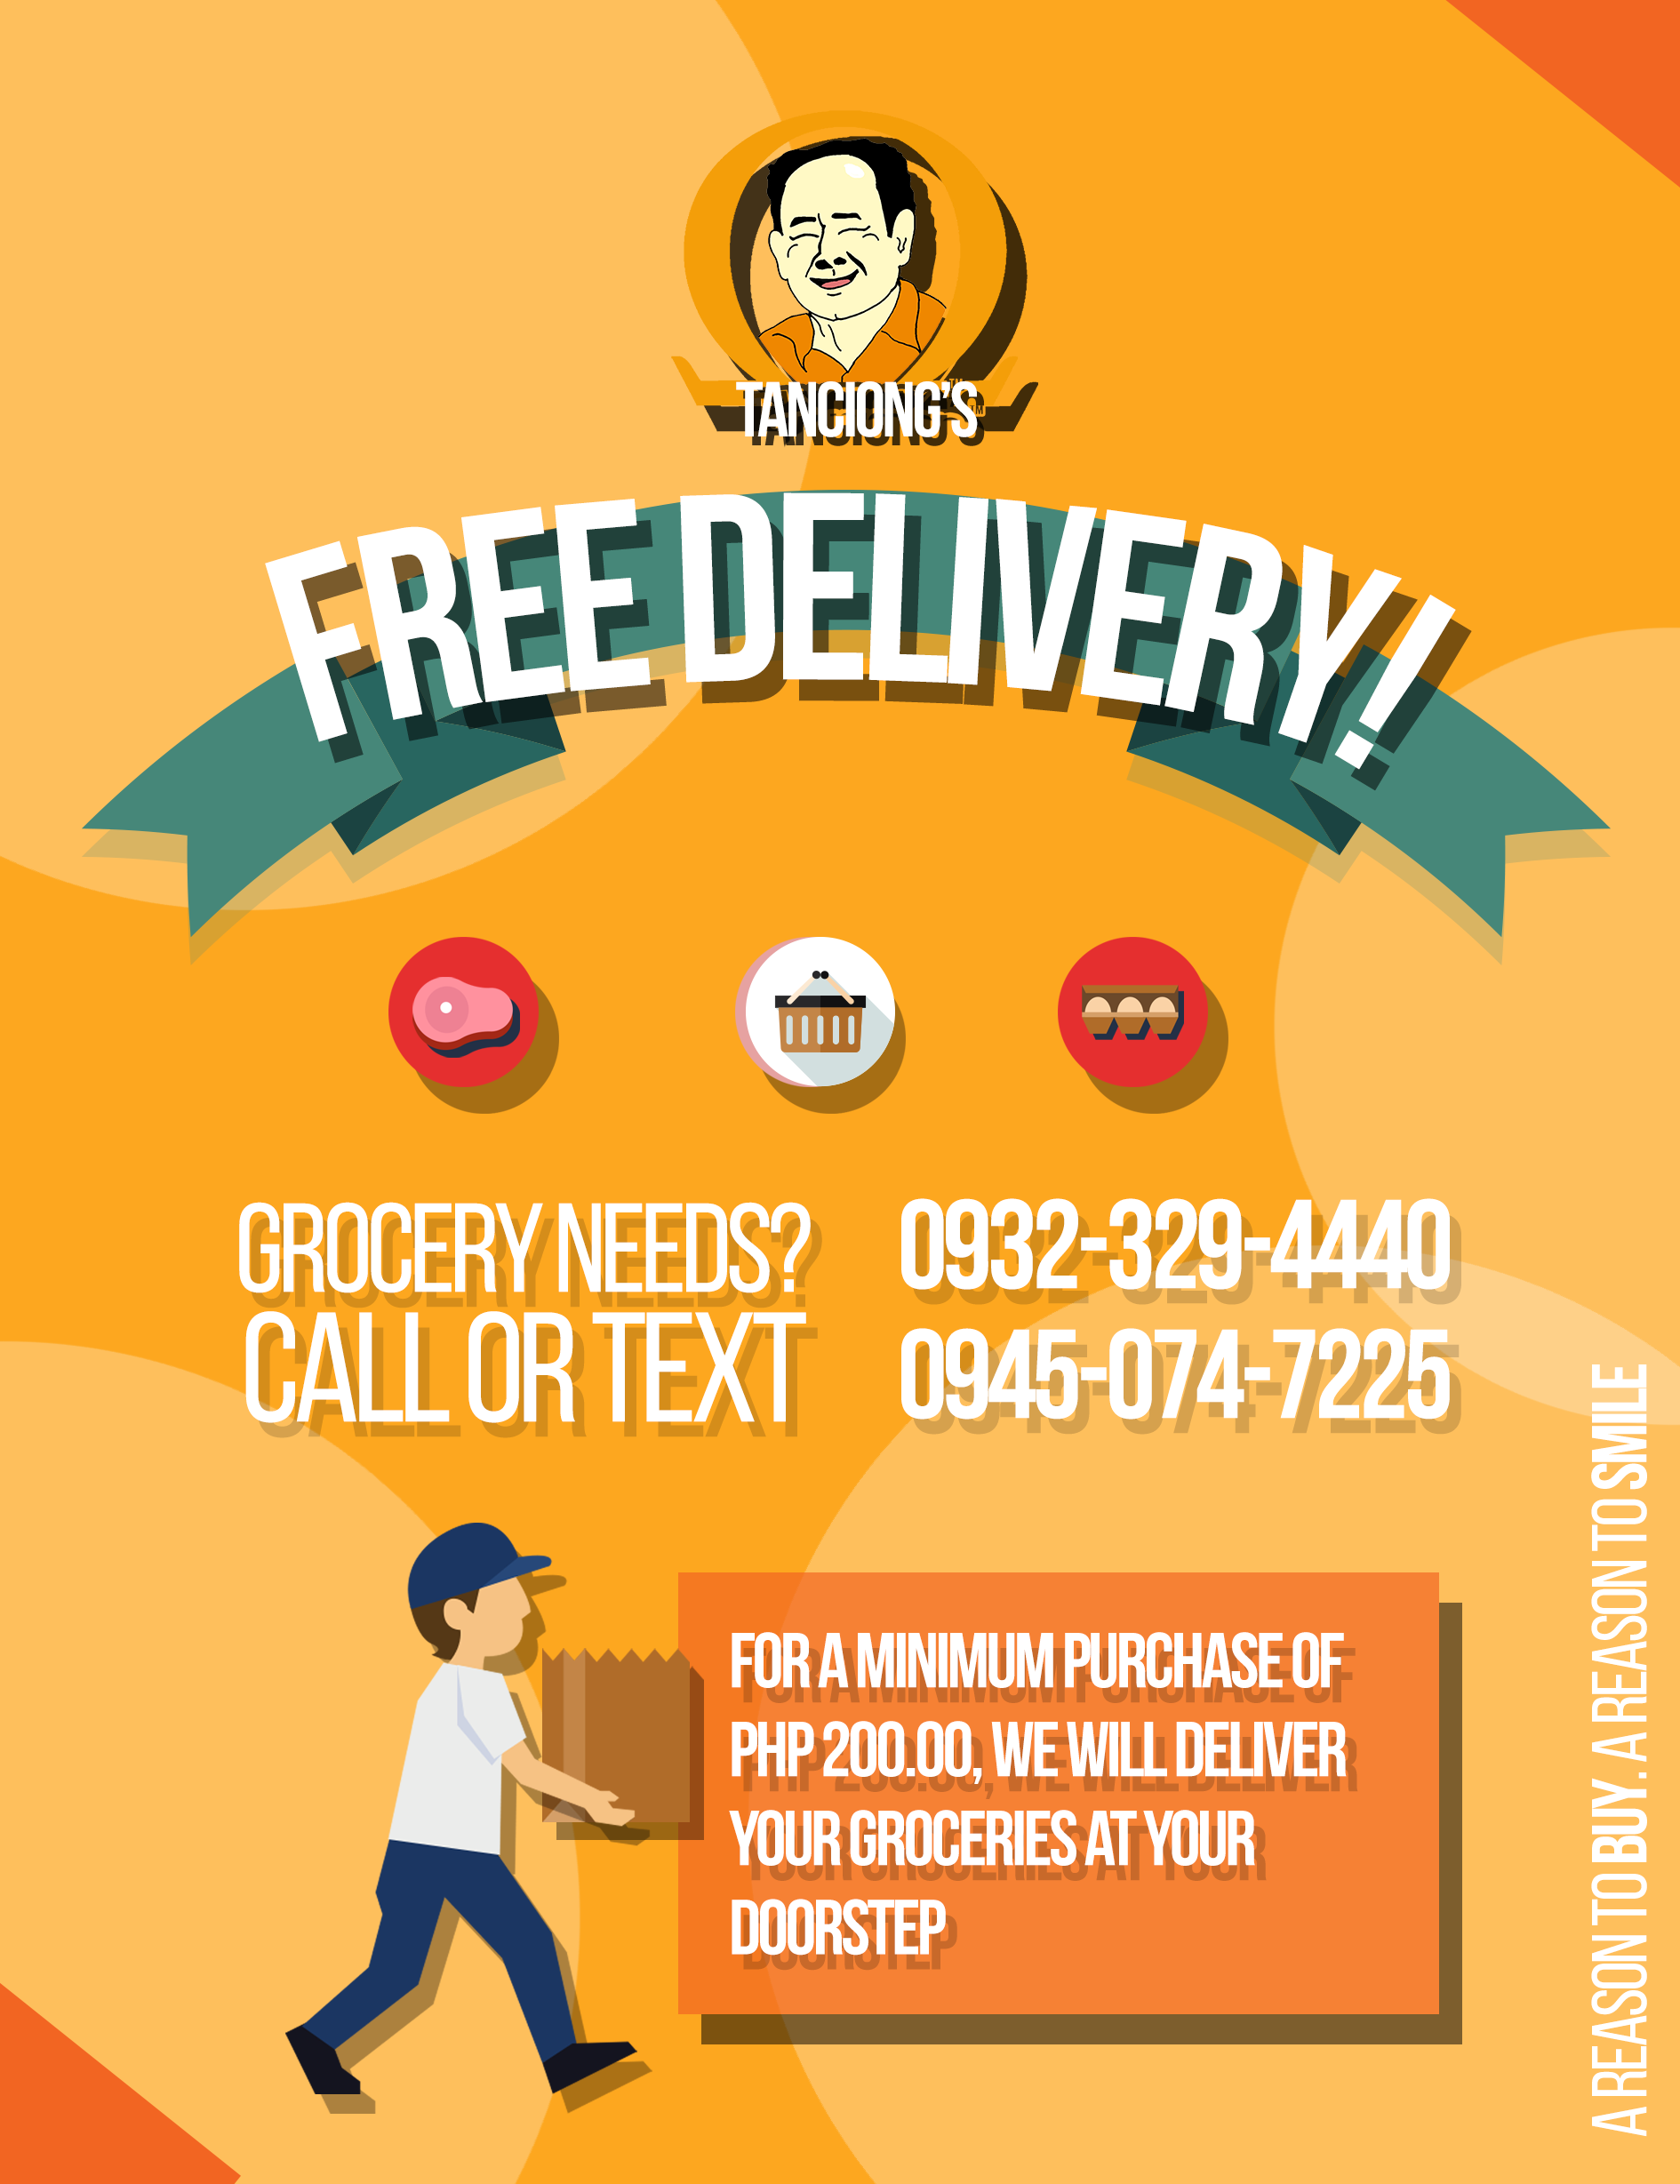 TANCIONG'S
TM
FREE DELIVERY!
GROCERY NEEDS?
CALL OR TEXT
0932-329-4440
0945-074-7225
FOR A MINIMUM PURCHASE OF
PHP 200.00, WE WILL DELIVER
YOUR GROCERIES AT YOUR
DOORSTEP
A REASON TO BUY. A REASON TO SMILE